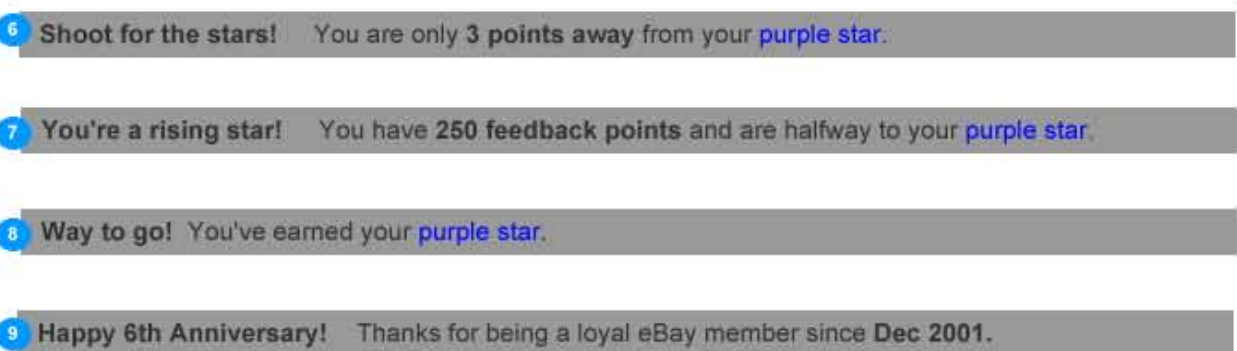 6 Shoot for the stars! You are only 3 points away from your purple star.
7 You're a rising star! You have 250 feedback points and are halfway to your purple star.
8 Way to go! You've earned your purple star.
9 Happy 6th Anniversary! Thanks for being a loyal eBay member since Dec 2001.